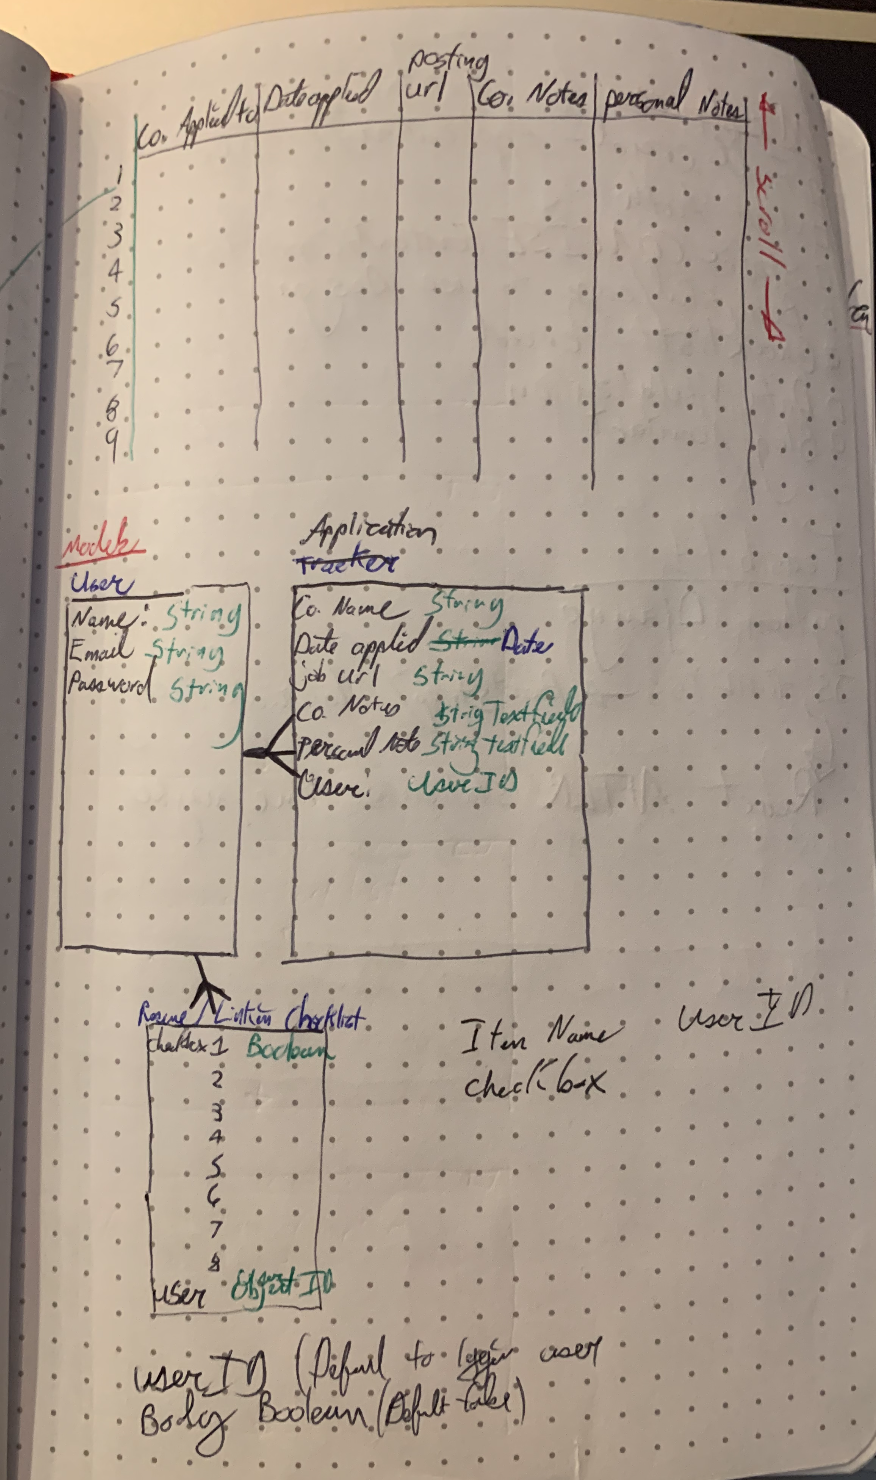 posting
Co. Applied to Date applied url Co. Notes personal Notes
← scroll →
1
2
3
4
5
6
7
8
9
Models
Application
Tracker
User
Name: String
Email String
Password String
Co. Name String
Date applied String Date
job url String
Co. Notes Strig Textfield
Personal Note String textfield
User: User ID
Resume/Linkin Checklist
checkbox 1 Boolean
2
3
4
5
6
7
8
user Object ID
Item Name User ID
check box
user ID (Defaul to login user
Body Boolean (Defult false)